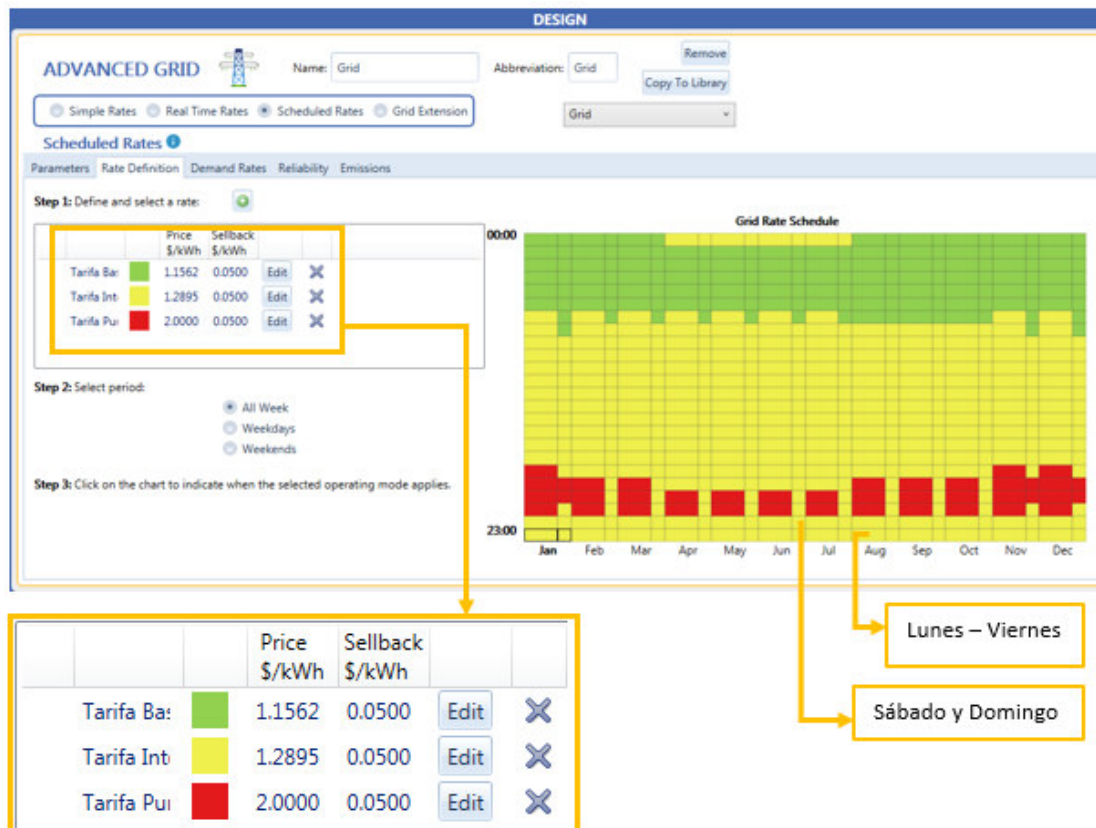 DESIGN
ADVANCED GRID
Name: Grid
Abbreviation: Grid
Remove
Copy To Library
Simple Rates Real Time Rates Scheduled Rates Grid Extension
Grid
Scheduled Rates
Parameters Rate Definition Demand Rates Reliability Emissions
Step 1: Define and select a rate:
Price Sellback
$/kWh $/kWh
Tarifa Ba: 1.1562 0.0500 Edit
Tarifa Int 1.2895 0.0500 Edit
Tarifa Pu 2.0000 0.0500 Edit
Step 2: Select period:
All Week
Weekdays
Weekends
Step 3: Click on the chart to indicate when the selected operating mode applies.
Grid Rate Schedule
00:00
23:00
Jan Feb Mar Apr May Jun Jul Aug Sep Oct Nov Dec
Lunes – Viernes
Sábado y Domingo
Price Sellback
$/kWh $/kWh
Tarifa Ba 1.1562 0.0500 Edit
Tarifa Int 1.2895 0.0500 Edit
Tarifa Pu 2.0000 0.0500 Edit